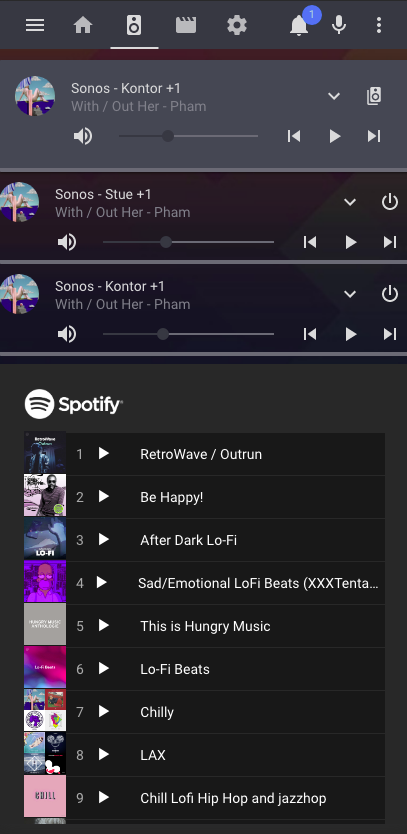 1
Sonos - Kontor +1
With / Out Her - Pham
Sonos - Stue +1
With / Out Her - Pham
Sonos - Kontor +1
With / Out Her - Pham
Spotify
1 RetroWave / Outrun
2 Be Happy!
LO-FI
3 After Dark Lo-Fi
4 Sad/Emotional LoFi Beats (XXXTenta...
HUNGRY MUSIC
5 This is Hungry Music
Lo-Fi Beats
6 Lo-Fi Beats
7 Chilly
8 LAX
CHILL
9 Chill Lofi Hip Hop and jazzhop